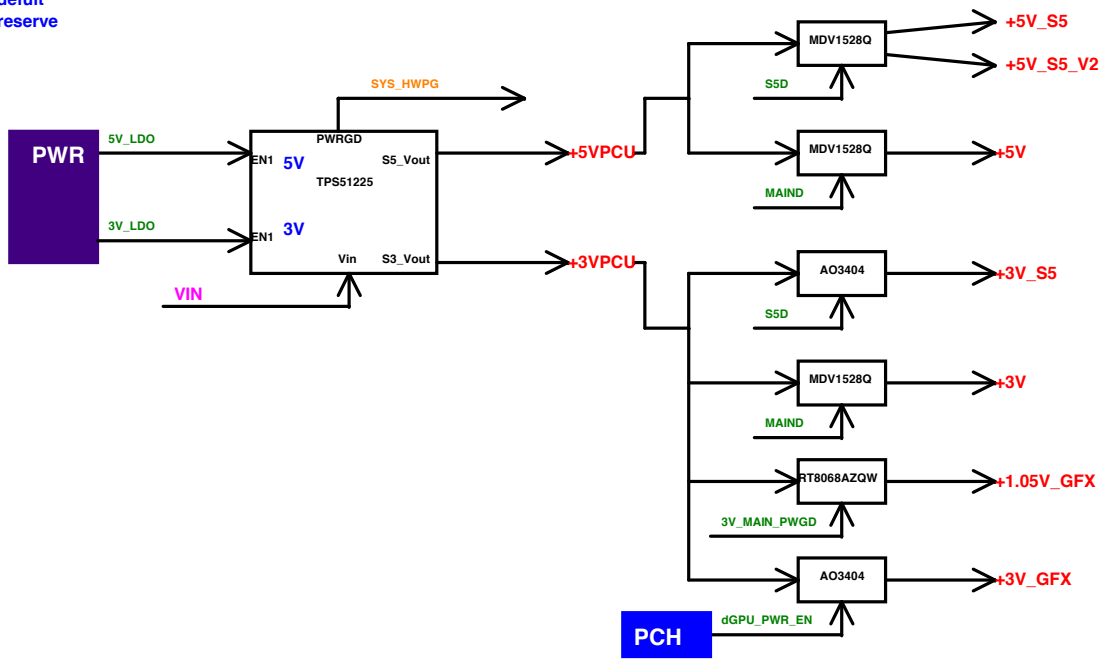 defult
reserve
MDV1528Q
+5V_S5
+5V_S5_V2
S5D
SYS_HWPG
PWR
5V_LDO
3V_LDO
PWRGD
EN1
5V
S5_Vout
TPS51225
EN1
3V
Vin
S3_Vout
VIN
+5VPCU
MDV1528Q
+5V
MAIND
+3VPCU
AO3404
+3V_S5
S5D
MDV1528Q
+3V
MAIND
RT8068AZQW
+1.05V_GFX
3V_MAIN_PWGD
AO3404
+3V_GFX
PCH
dGPU_PWR_EN